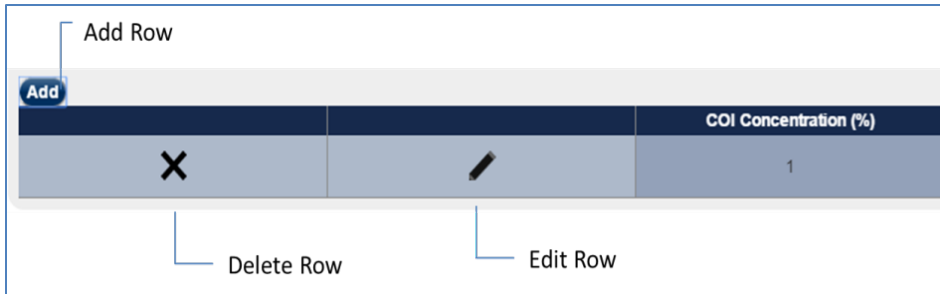 Add Row
Add
COI Concentration (%)
1
Delete Row
Edit Row